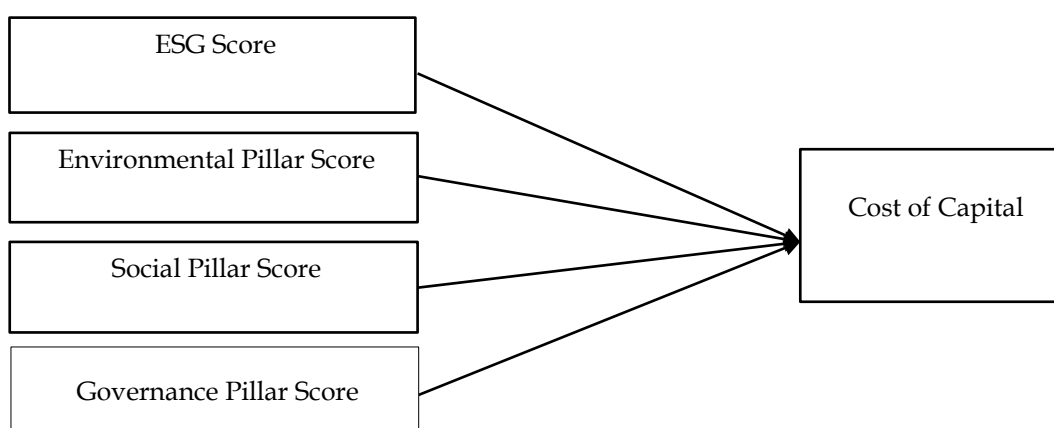 ESG Score
Environmental Pillar Score
Social Pillar Score
Governance Pillar Score
Cost of Capital